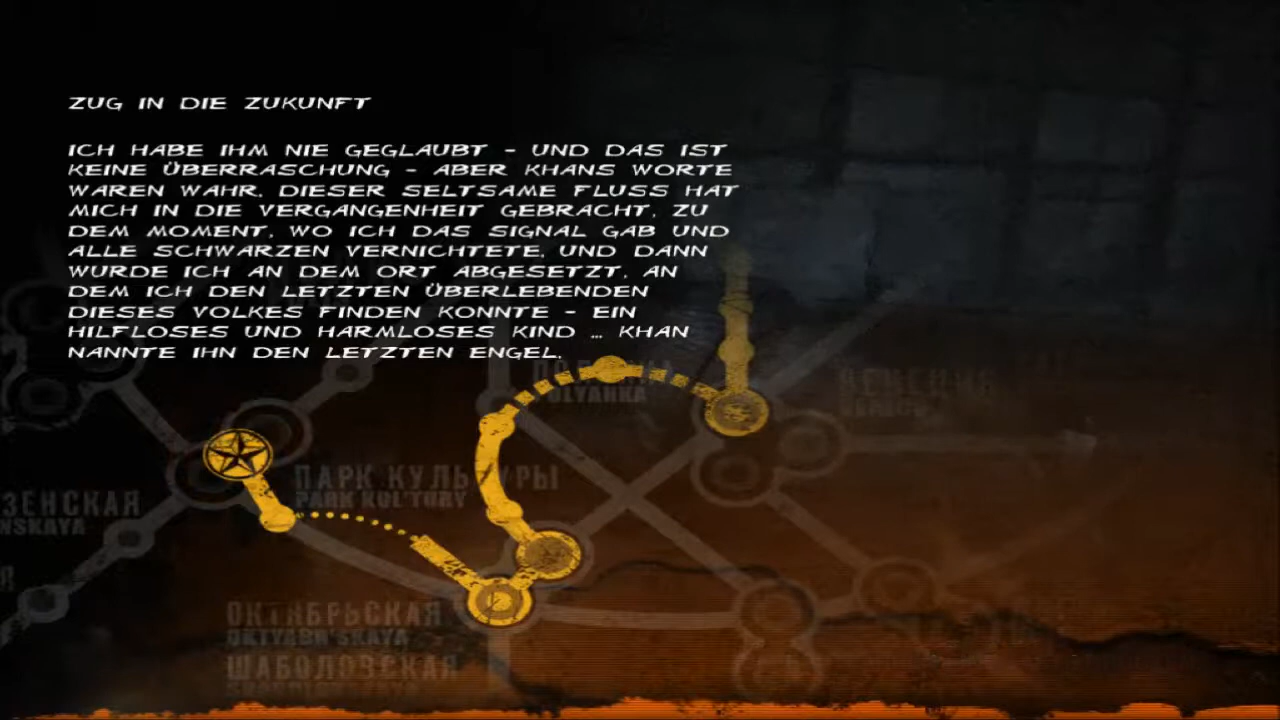 ZUG IN DIE ZUKUNFT
ICH HABE IHM NIE GEGLAUBT - UND DAS IST
KEINE ÜBERRASCHUNG - ABER KHANS WORTE
WAREN WAHR. DIESER SELTSAME FLUSS HAT
MICH IN DIE VERGANGENHEIT GEBRACHT, ZU
DEM MOMENT, WO ICH DAS SIGNAL GAB UND
ALLE SCHWARZEN VERNICHTETE, UND DANN
WURDE ICH AN DEM ORT ABGESETZT, AN
DEM ICH DEN LETZTEN ÜBERLEBENDEN
DIESES VOLKES FINDEN KONNTE - EIN
HILFLOSES UND HARMLOSES KIND ... KHAN
NANNTE IHN DEN LETZTEN ENGEL.
ПАРК КУЛЬТУРЫ
PARK KUL'TURY
ЗЕНСКАЯ
NSKAYA
ОКТЯБРЬСКАЯ
OKTYABR'SKAYA
ШАБОЛОВСКАЯ